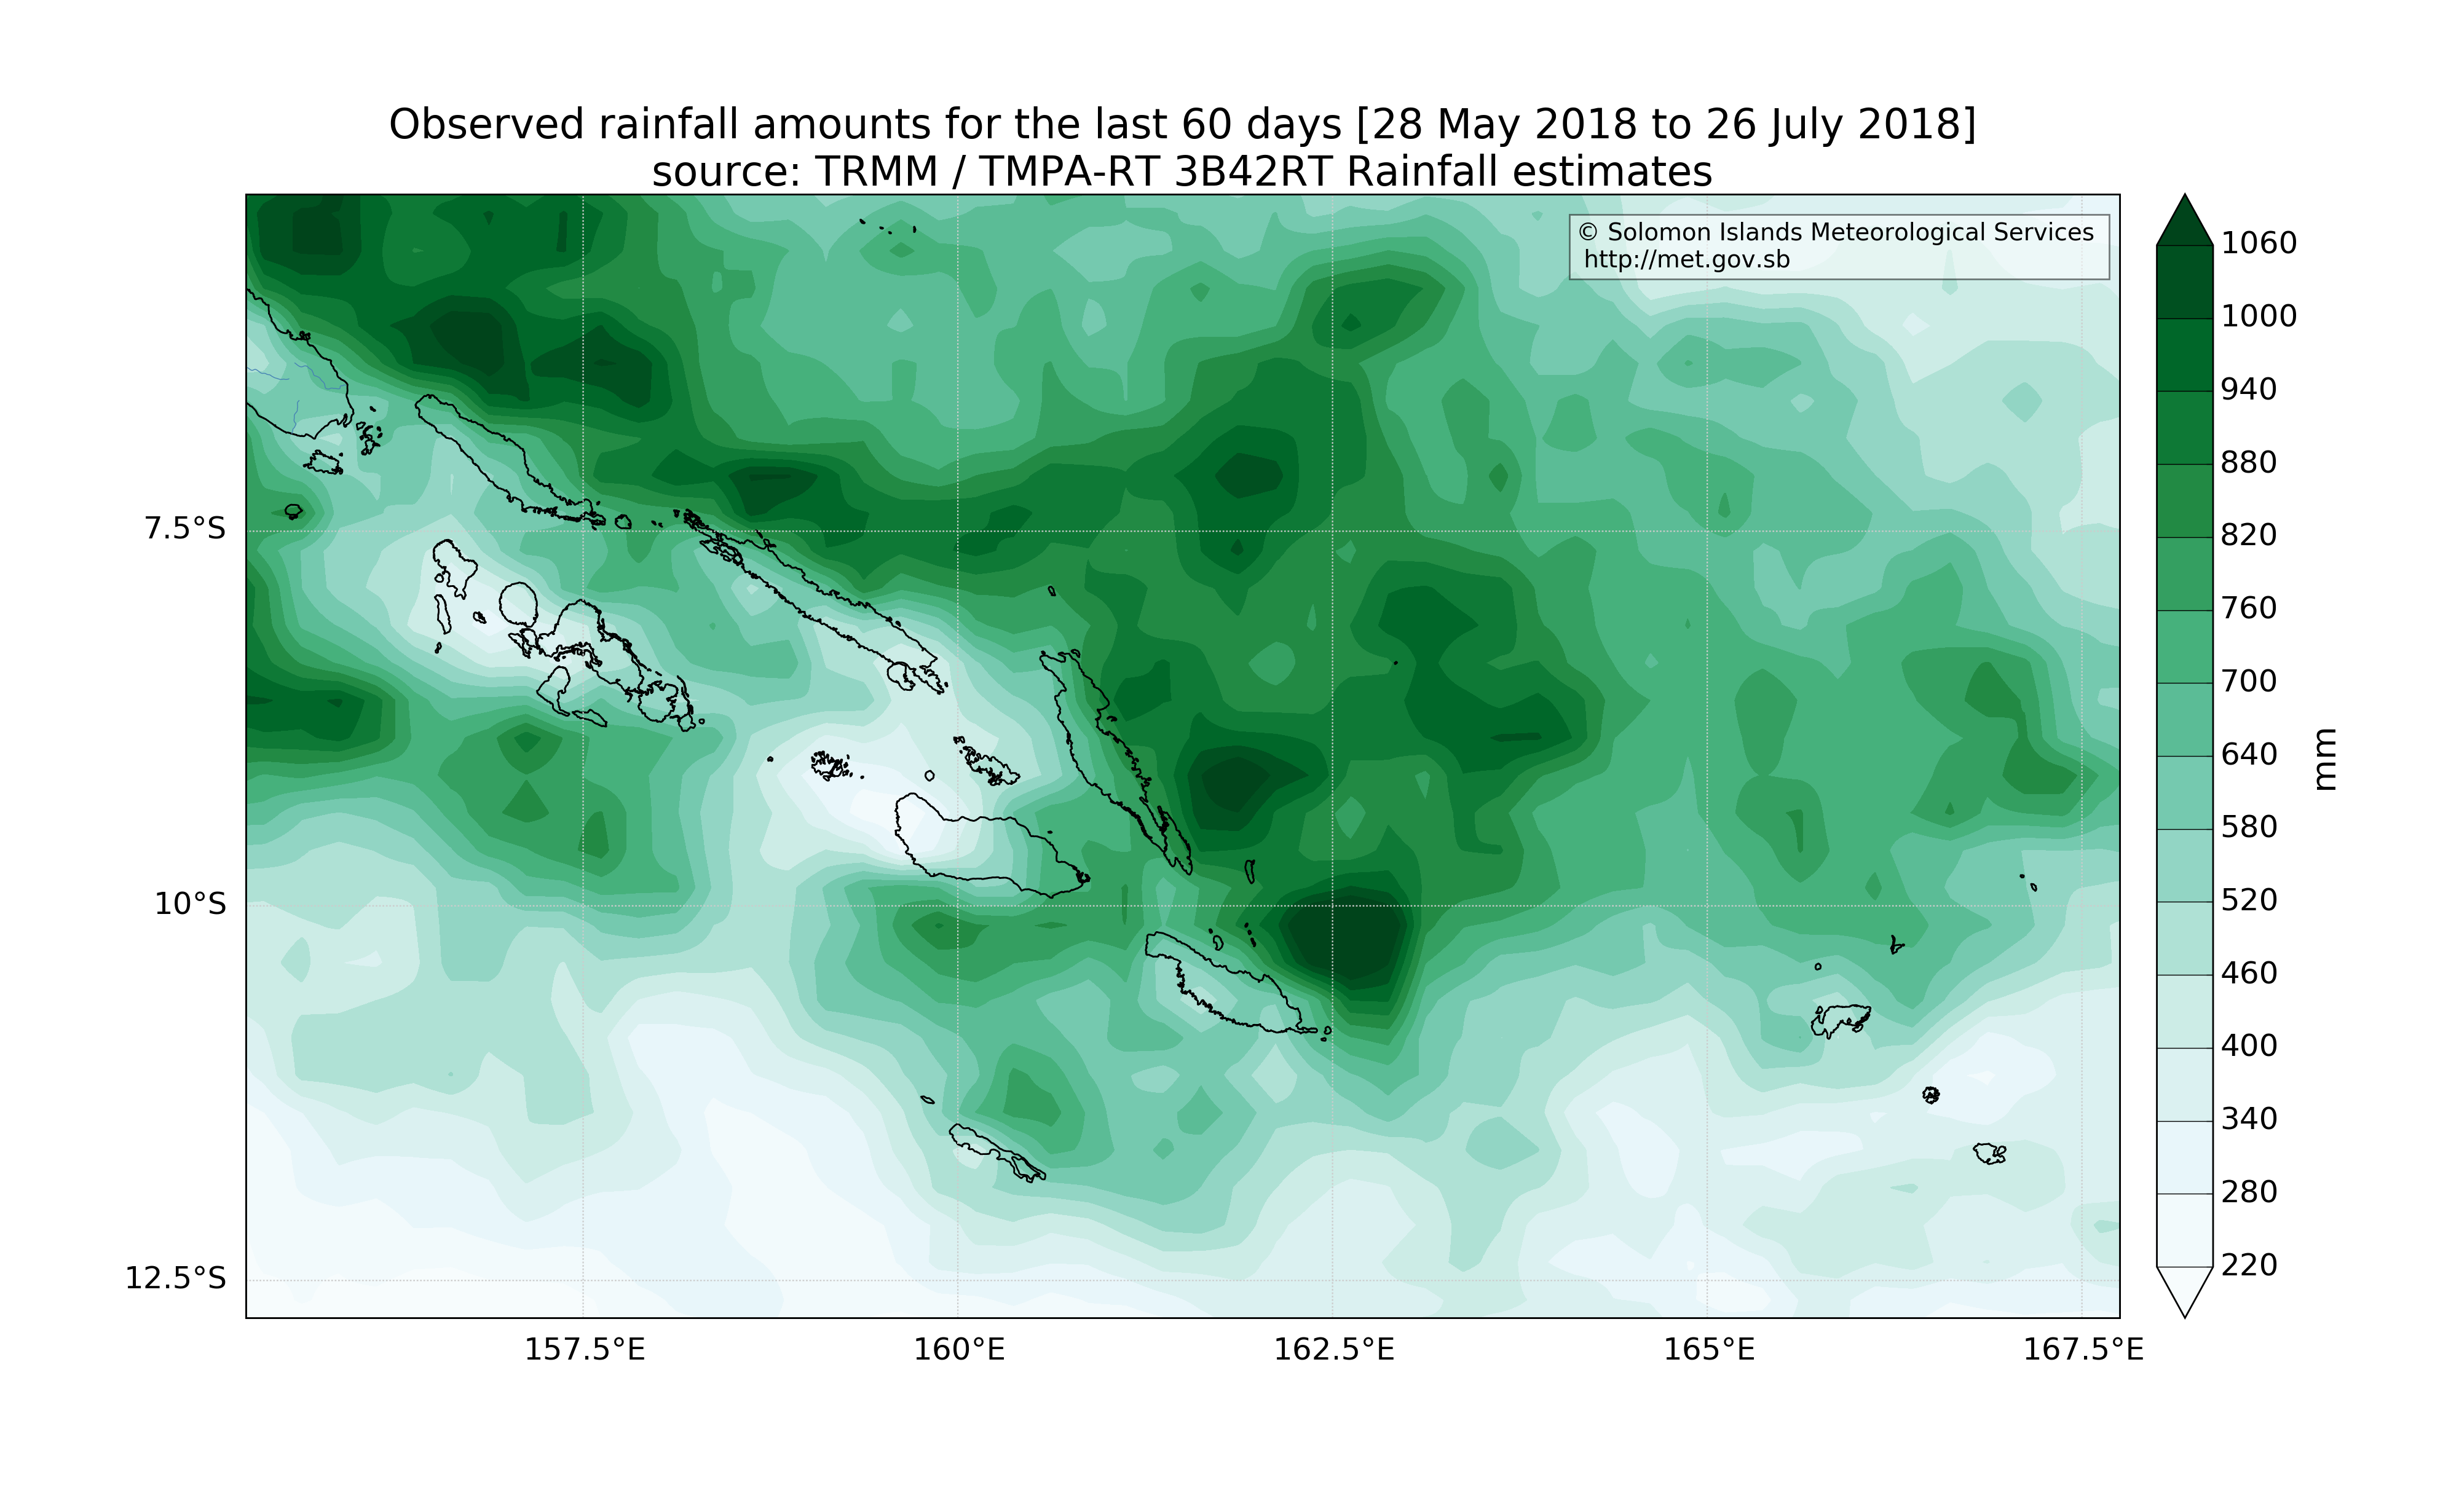 Observed rainfall amounts for the last 60 days [28 May 2018 to 26 July 2018]
source: TRMM / TMPA-RT 3B42RT Rainfall estimates
© Solomon Islands Meteorological Services
http://met.gov.sb
7.5°S
10°S
12.5°S
157.5°E
160°E
162.5°E
165°E
167.5°E
1060
1000
940
880
820
760
700
640
580
520
460
400
340
280
220
mm